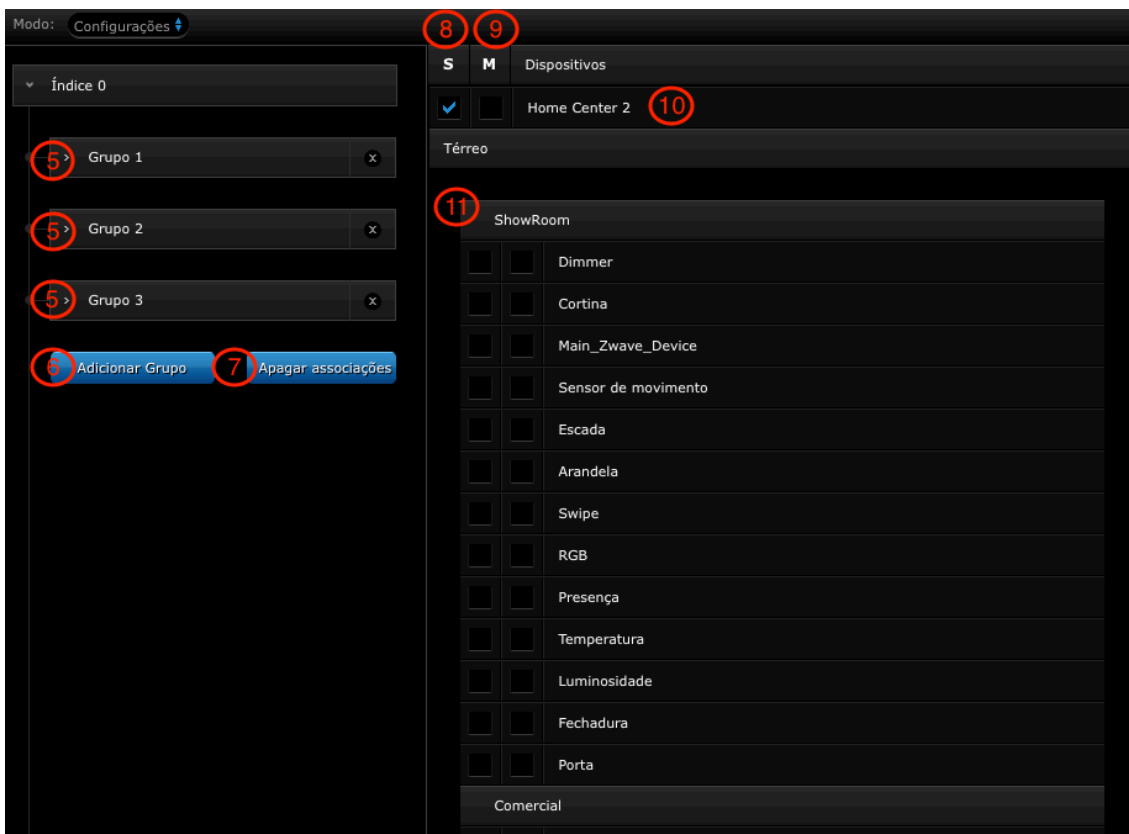 Modo: Configurações
Índice 0
5 > Grupo 1 x
5 > Grupo 2 x
5 > Grupo 3 x
6 Adicionar Grupo 7 Apagar associações
8 9
S M Dispositivos
Home Center 2 10
Térreo
11 ShowRoom
Dimmer
Cortina
Main_Zwave_Device
Sensor de movimento
Escada
Arandela
Swipe
RGB
Presença
Temperatura
Luminosidade
Fechadura
Porta
Comercial